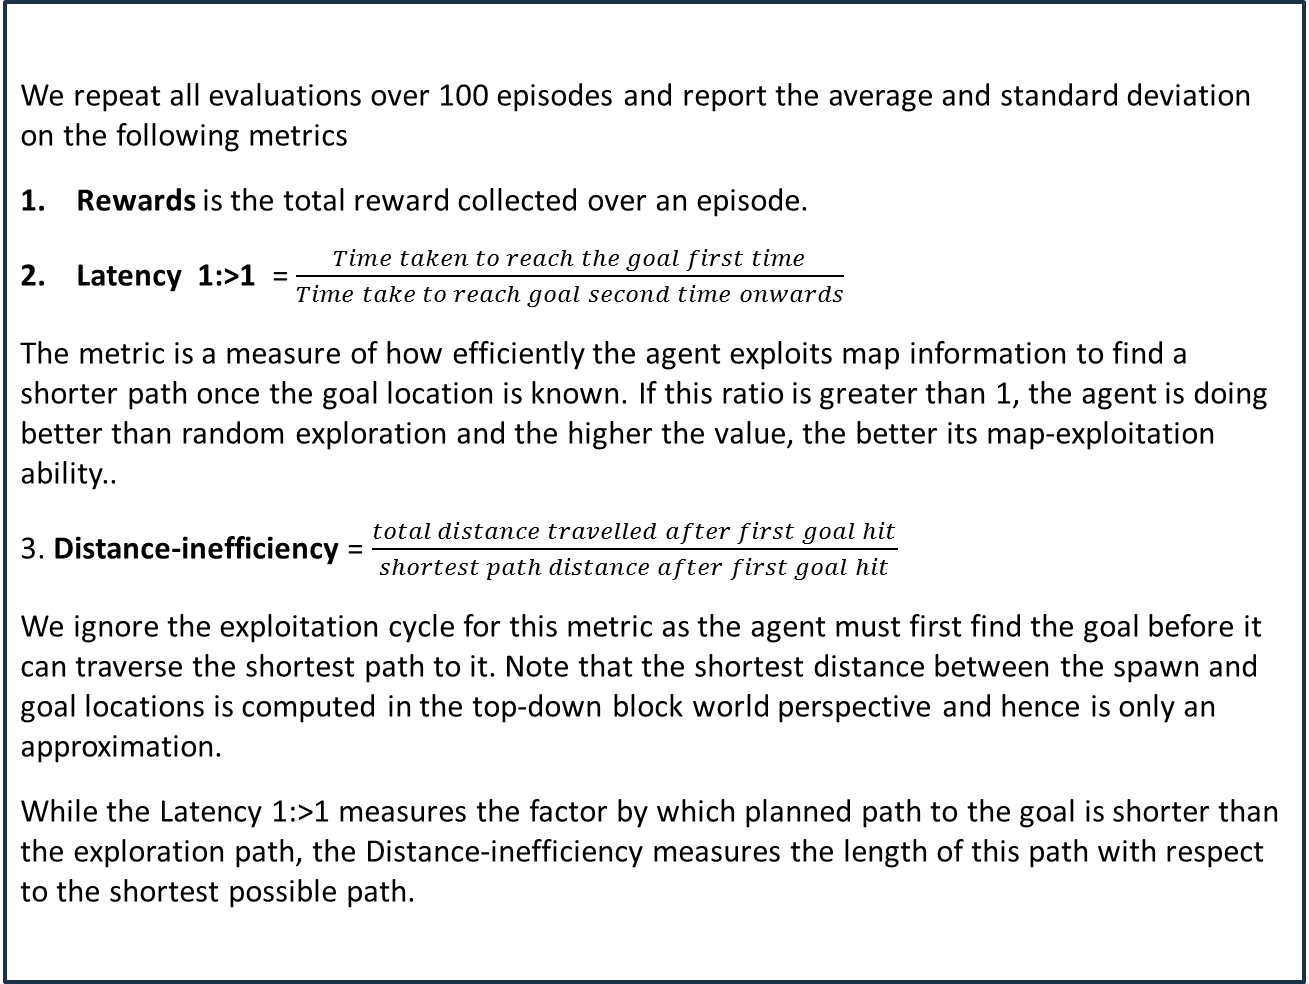 We repeat all evaluations over 100 episodes and report the average and standard deviation
on the following metrics
1. Rewards is the total reward collected over an episode.
2. Latency 1:>1 = Time taken to reach the goal first time / Time take to reach goal second time onwards
The metric is a measure of how efficiently the agent exploits map information to find a
shorter path once the goal location is known. If this ratio is greater than 1, the agent is doing
better than random exploration and the higher the value, the better its map-exploitation
ability..
3. Distance-inefficiency = total distance travelled after first goal hit / shortest path distance after first goal hit
We ignore the exploitation cycle for this metric as the agent must first find the goal before it
can traverse the shortest path to it. Note that the shortest distance between the spawn and
goal locations is computed in the top-down block world perspective and hence is only an
approximation.
While the Latency 1:>1 measures the factor by which planned path to the goal is shorter than
the exploration path, the Distance-inefficiency measures the length of this path with respect
to the shortest possible path.